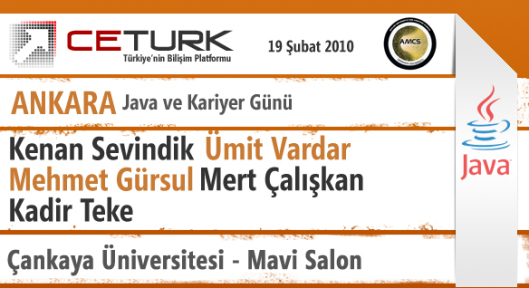 CETURK
Türkiye'nin Bilişim Platformu
19 Şubat 2010
AMCS
ANKARA Java ve Kariyer Günü
Kenan Sevindik Ümit Vardar
Mehmet Gürsul Mert Çalışkan
Kadir Teke
Java
Çankaya Üniversitesi - Mavi Salon